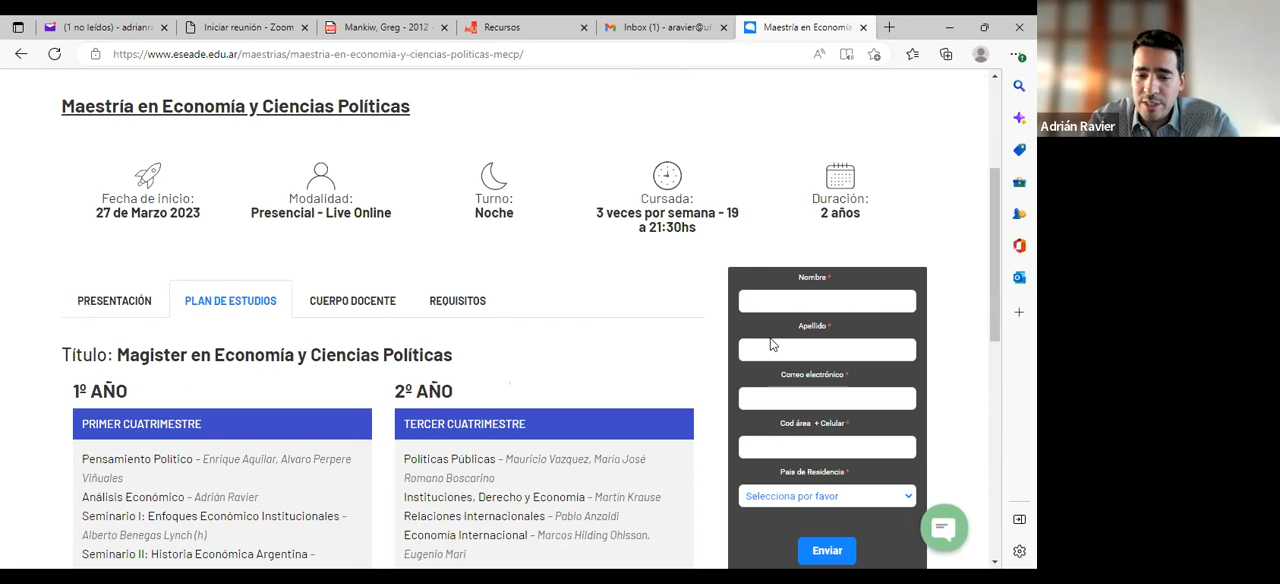 (1 no leídos) - adrianra
Iniciar reunión - Zoom
Mankiw, Greg - 2012 -
Recursos
Inbox (1) - aravier@uf
Maestría en Economía
https://www.eseade.edu.ar/maestrias/maestria-en-economia-y-ciencias-politicas-mecp/
Adrián Ravier
Maestría en Economía y Ciencias Políticas
Fecha de inicio:
27 de Marzo 2023
Modalidad:
Presencial - Live Online
Turno:
Noche
Cursada:
3 veces por semana - 19
a 21:30hs
Duración:
2 años
PRESENTACIÓN
PLAN DE ESTUDIOS
CUERPO DOCENTE
REQUISITOS
Título: Magister en Economía y Ciencias Políticas
1º AÑO
PRIMER CUATRIMESTRE
Pensamiento Político – Enrique Aguilar, Alvaro Perpere
Viñuales
Análisis Económico – Adrián Ravier
Seminario I: Enfoques Económico Institucionales –
Alberto Benegas Lynch (h)
Seminario II: Historia Económica Argentina –
2º AÑO
TERCER CUATRIMESTRE
Políticas Públicas – Mauricio Vazquez, María José
Romano Boscarino
Instituciones, Derecho y Economía – Martín Krause
Relaciones Internacionales – Pablo Anzaldi
Economía Internacional – Marcos Hilding Ohlsson,
Eugenio Mari
Nombre *
Apellido *
Correo electrónico *
Cod área + Celular *
País de Residencia *
Selecciona por favor
Enviar